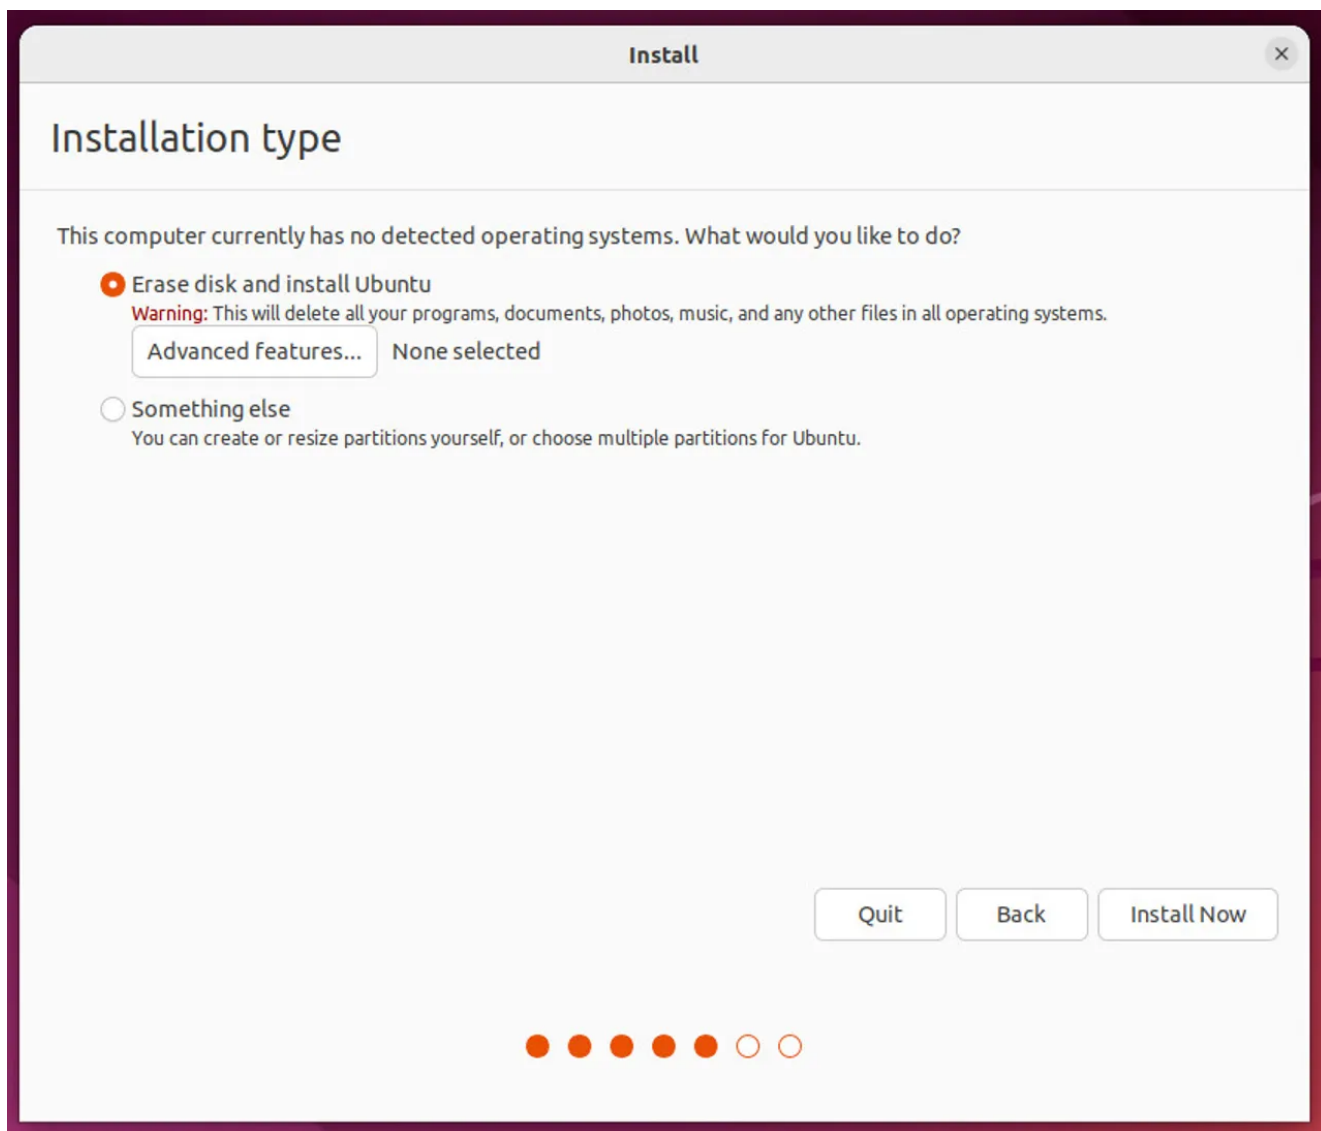 Install
Installation type
This computer currently has no detected operating systems. What would you like to do?
Erase disk and install Ubuntu
Warning: This will delete all your programs, documents, photos, music, and any other files in all operating systems.
Advanced features... None selected
Something else
You can create or resize partitions yourself, or choose multiple partitions for Ubuntu.
Quit Back Install Now